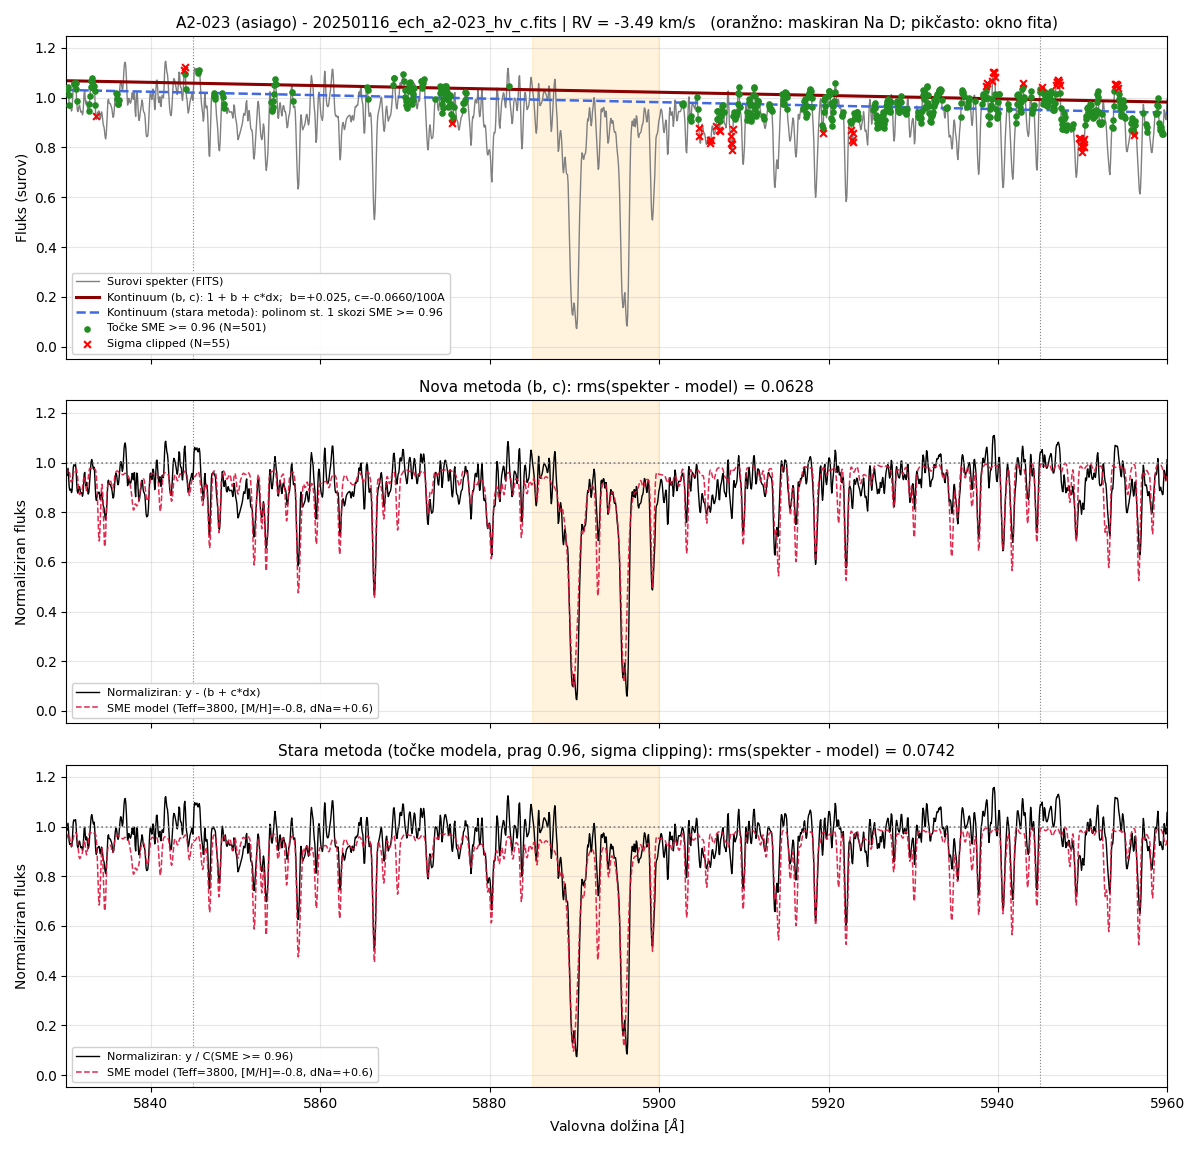 A2-023 (asiago) - 20250116_ech_a2-023_hv_c.fits | RV = -3.49 km/s   (oranžno: maskiran Na D; pikčasto: okno fita)
1.2
1.0
0.8
0.6
0.4
0.2
0.0
Fluks (surov)
Surovi spekter (FITS)
Kontinuum (b, c): 1 + b + c*dx;  b=+0.025, c=-0.0660/100A
Kontinuum (stara metoda): polinom st. 1 skozi SME >= 0.96
Točke SME >= 0.96 (N=501)
Sigma clipped (N=55)
Nova metoda (b, c): rms(spekter - model) = 0.0628
1.2
1.0
0.8
0.6
0.4
0.2
0.0
Normaliziran fluks
Normaliziran: y - (b + c*dx)
SME model (Teff=3800, [M/H]=-0.8, dNa=+0.6)
Stara metoda (točke modela, prag 0.96, sigma clipping): rms(spekter - model) = 0.0742
1.2
1.0
0.8
0.6
0.4
0.2
0.0
Normaliziran fluks
Normaliziran: y / C(SME >= 0.96)
SME model (Teff=3800, [M/H]=-0.8, dNa=+0.6)
5840 5860 5880 5900 5920 5940 5960
Valovna dolžina [Å]